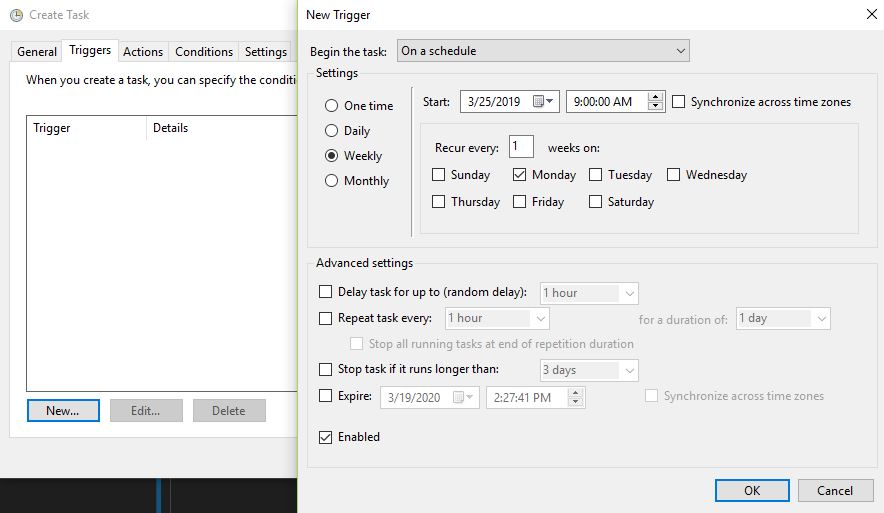 Create Task
General Triggers Actions Conditions Settings
When you create a task, you can specify the conditi
Trigger Details
New... Edit... Delete
New Trigger
Begin the task: On a schedule
Settings
One time
Daily
Weekly
Monthly
Start: 3/25/2019 9:00:00 AM Synchronize across time zones
Recur every: 1 weeks on:
Sunday Monday Tuesday Wednesday
Thursday Friday Saturday
Advanced settings
Delay task for up to (random delay): 1 hour
Repeat task every: 1 hour for a duration of: 1 day
Stop all running tasks at end of repetition duration
Stop task if it runs longer than: 3 days
Expire: 3/19/2020 2:27:41 PM Synchronize across time zones
Enabled
OK Cancel